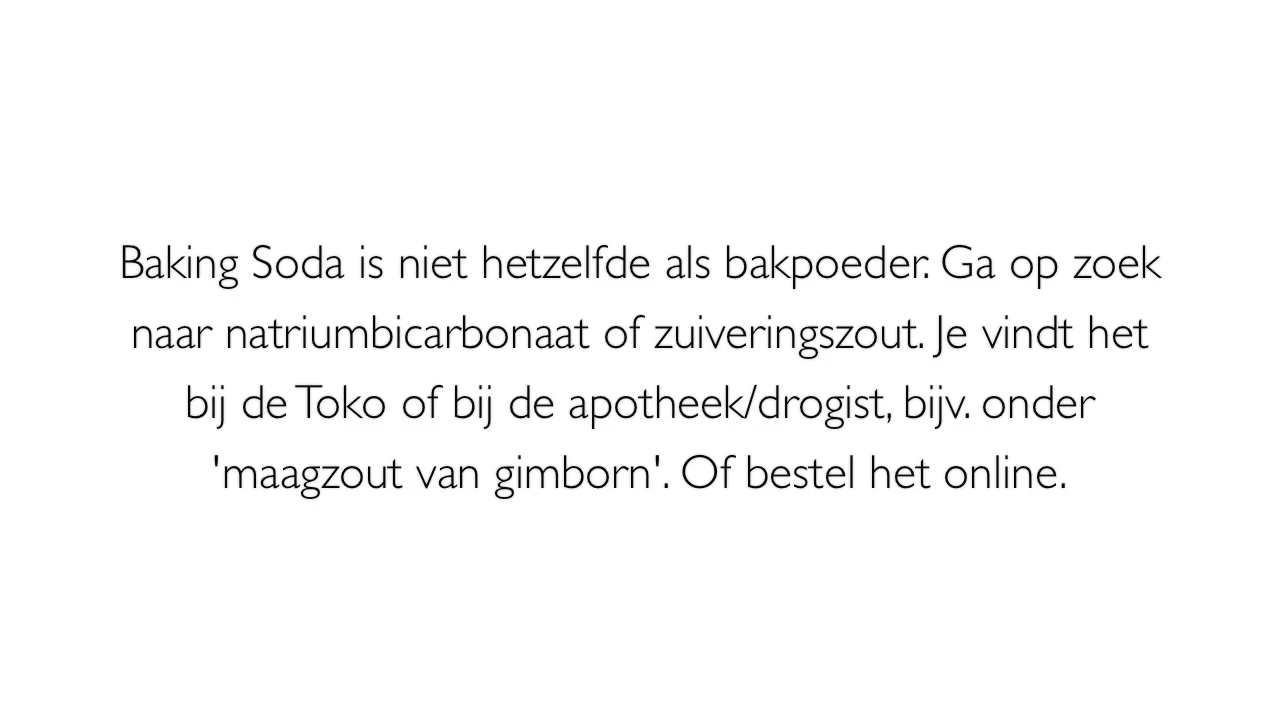 Baking Soda is niet hetzelfde als bakpoeder. Ga op zoek
naar natriumbicarbonaat of zuiveringszout. Je vindt het
bij de Toko of bij de apotheek/drogist, bijv. onder
'maagzout van gimborn'. Of bestel het online.